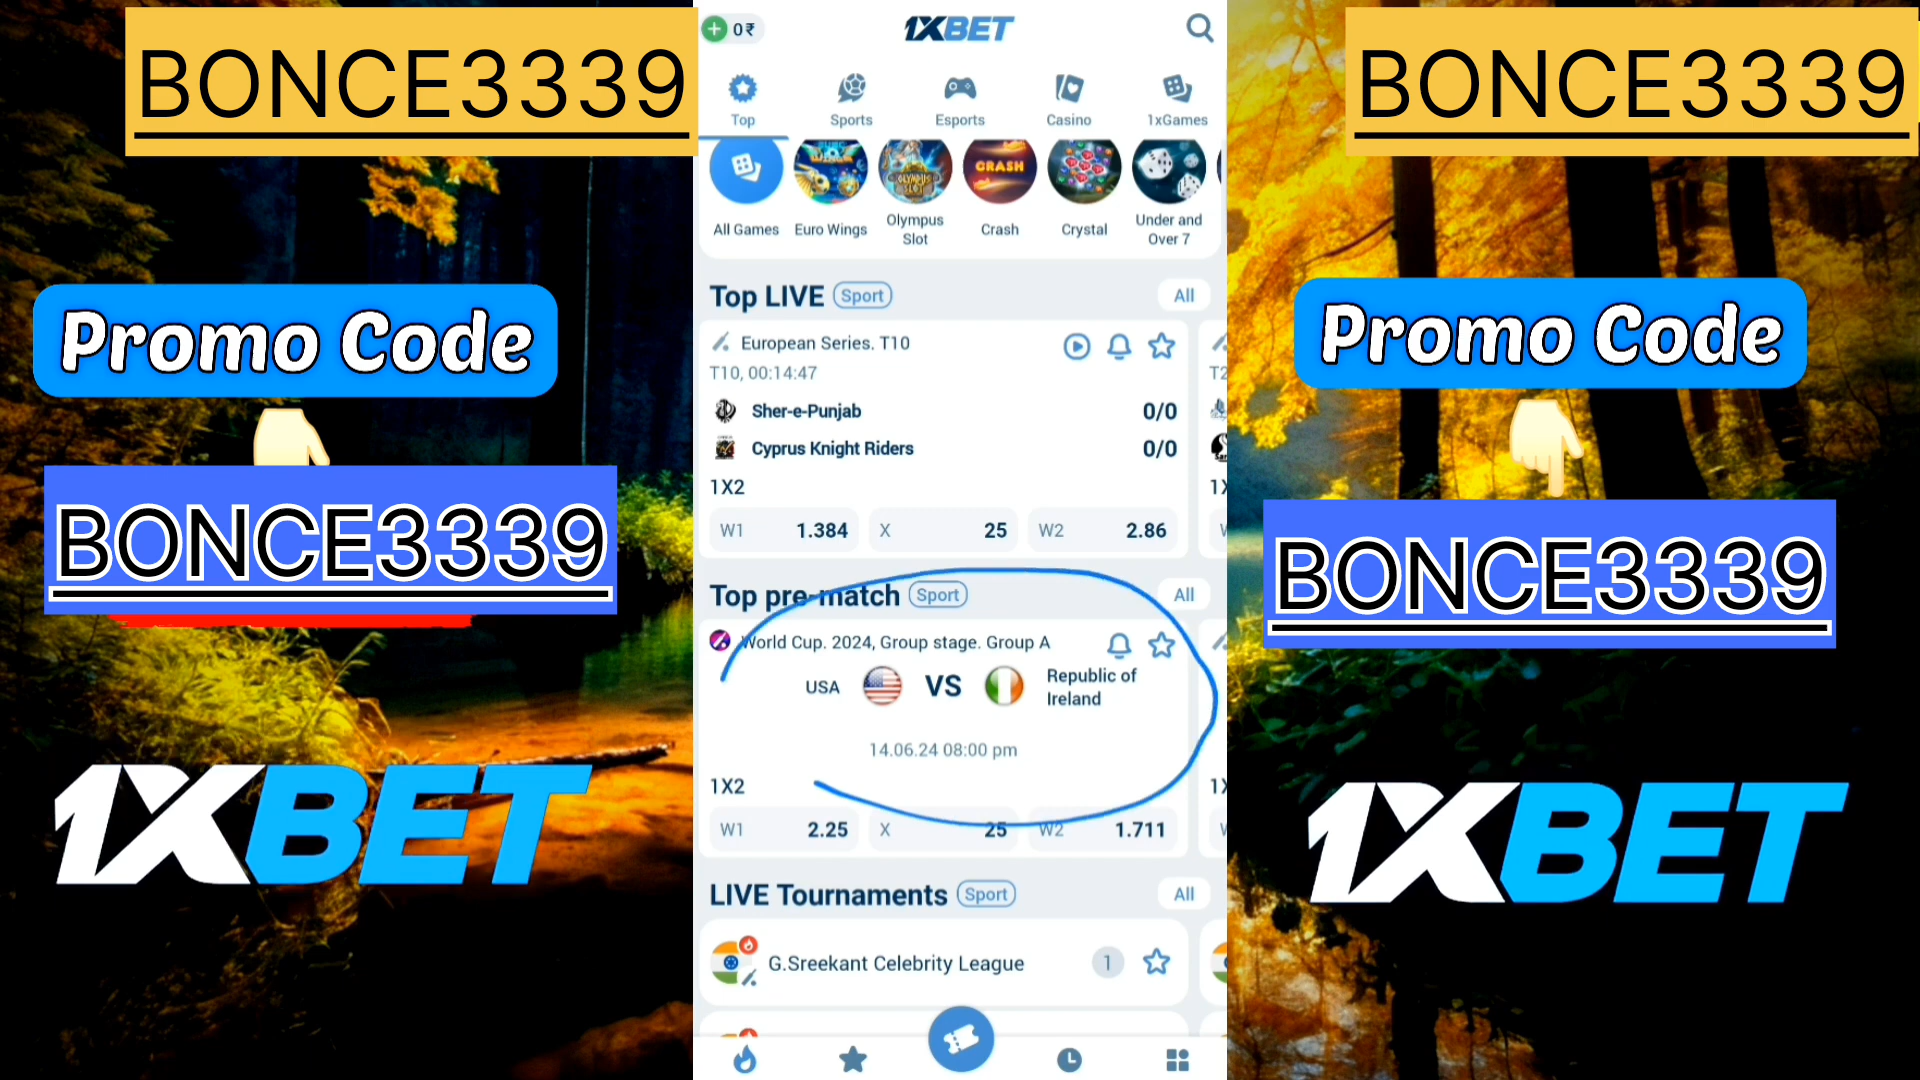 BONCE3339
Promo Code
BONCE3339
1XBET
0 ₹
1XBET
Top
Sports
Esports
Casino
1xGames
All Games
Euro Wings
Olympus Slot
Crash
Crystal
Under and Over 7
CRASH
Top LIVE Sport All
European Series. T10
T10, 00:14:47
Sher-e-Punjab 0/0
Cyprus Knight Riders 0/0
1X2
W1 1.384 X 25 W2 2.86
Top pre-match Sport All
World Cup. 2024, Group stage. Group A
USA VS Republic of Ireland
14.06.24 08:00 pm
1X2
W1 2.25 X 25 W2 1.711
LIVE Tournaments Sport All
G.Sreekant Celebrity League 1
BONCE3339
Promo Code
BONCE3339
1XBET